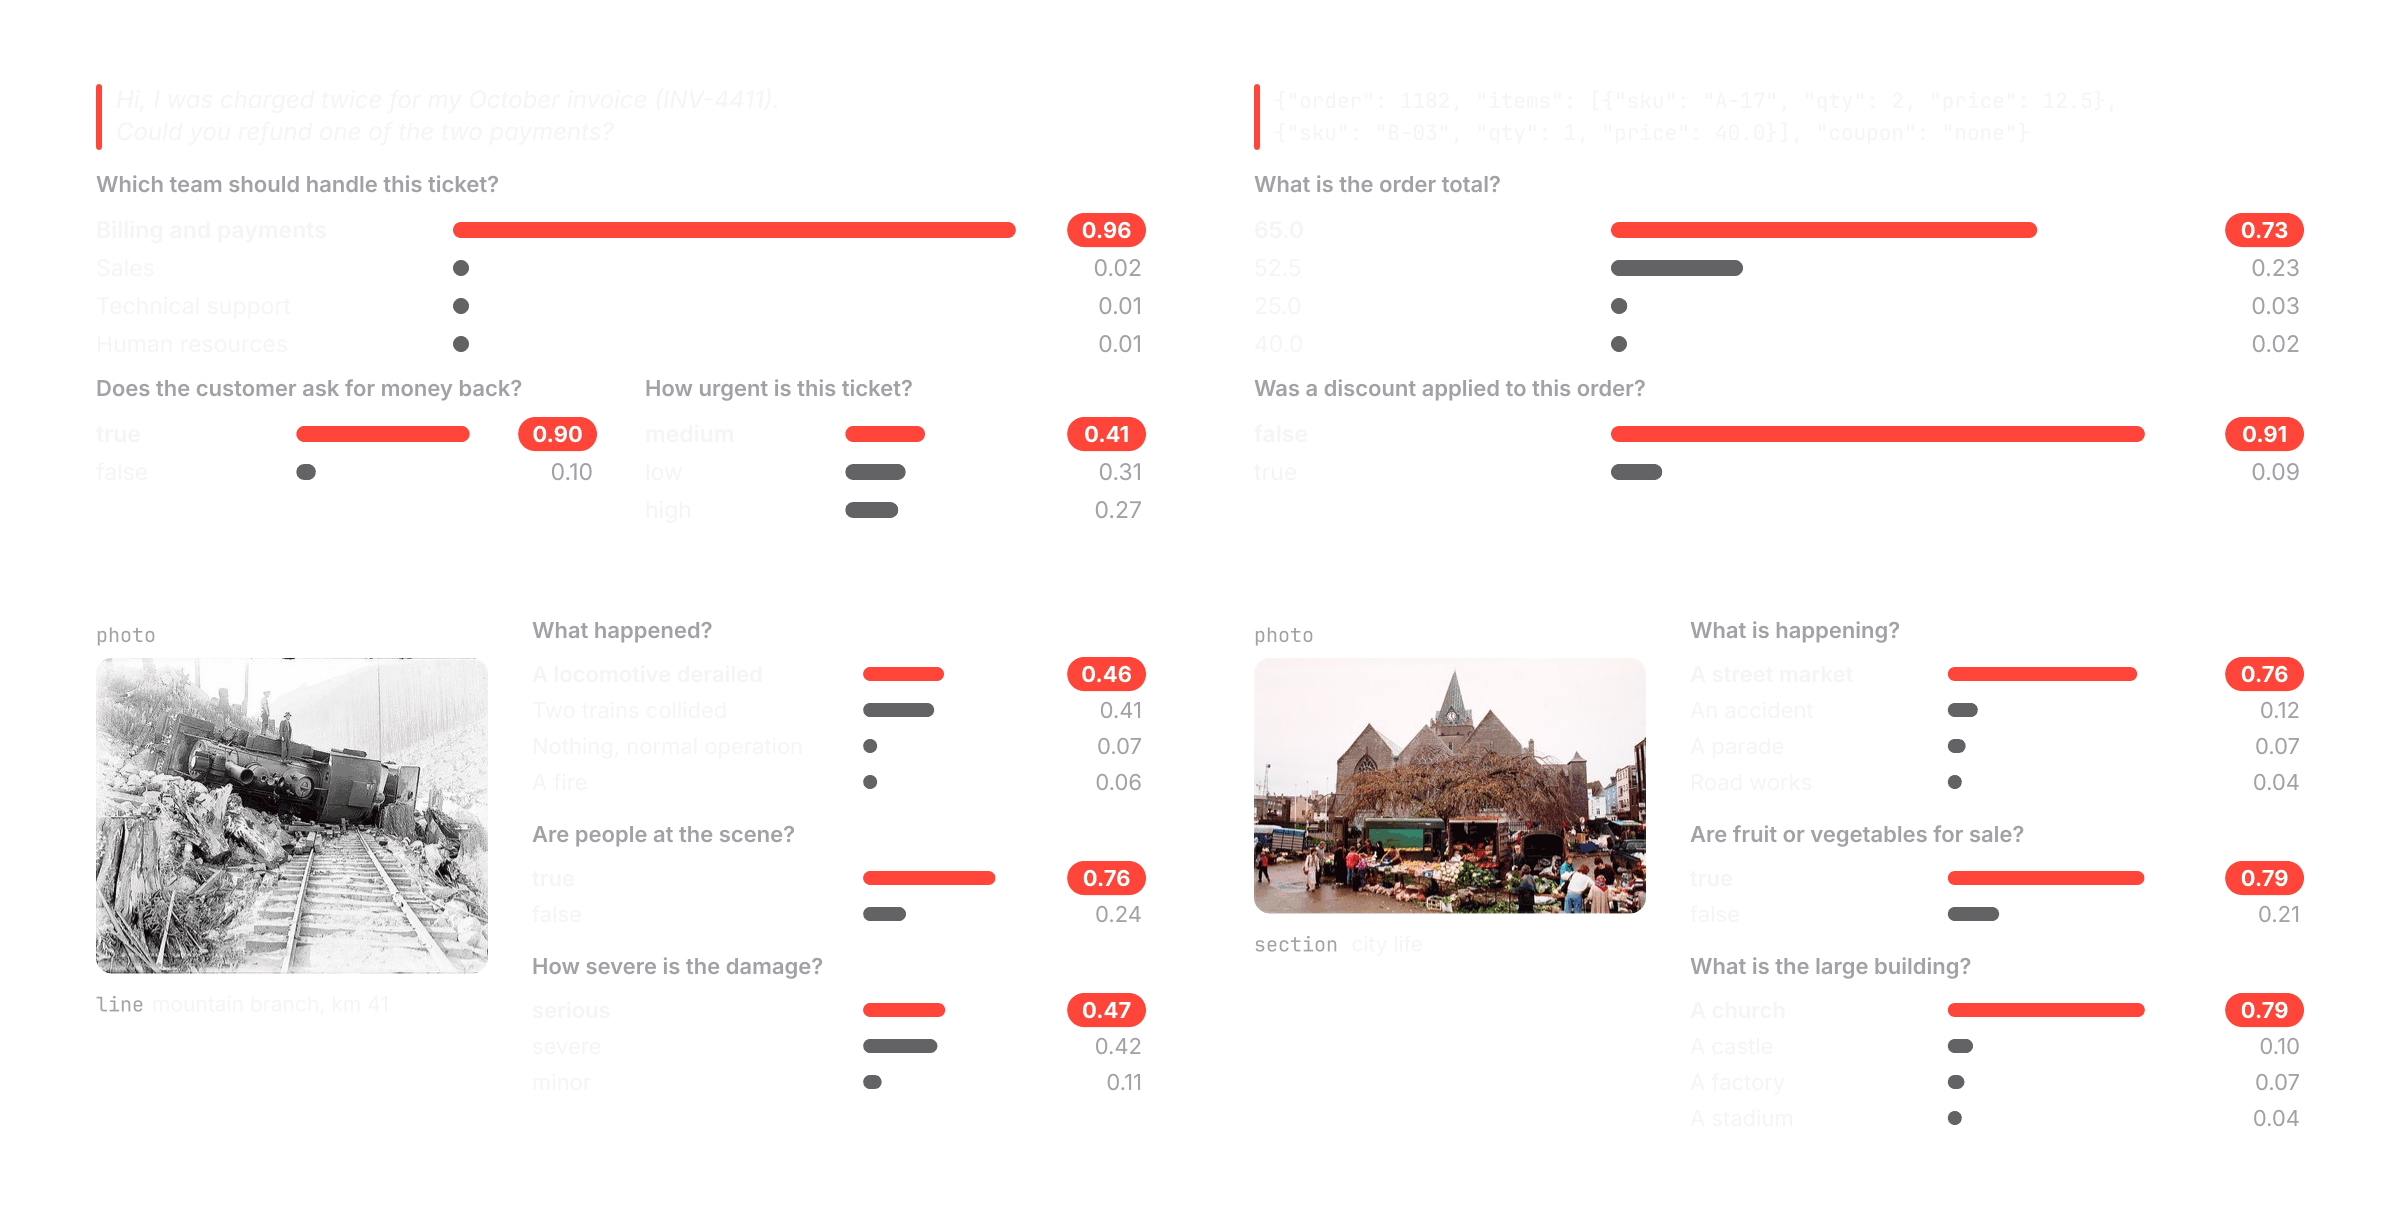 Hi, I was charged twice for my October invoice (INV-4411).
Could you refund one of the two payments?
Which team should handle this ticket?
Billing and payments 0.96
Sales 0.02
Technical support 0.01
Human resources 0.01
Does the customer ask for money back?
true 0.90
false 0.10
How urgent is this ticket?
medium 0.41
low 0.31
high 0.27
{"order": 1182, "items": [{"sku": "A-17", "qty": 2, "price": 12.5},
{"sku": "B-03", "qty": 1, "price": 40.0}], "coupon": "none"}
What is the order total?
65.0 0.73
52.5 0.23
25.0 0.03
40.0 0.02
Was a discount applied to this order?
false 0.91
true 0.09
photo
line mountain branch, km 41
What happened?
A locomotive derailed 0.46
Two trains collided 0.41
Nothing, normal operation 0.07
A fire 0.06
Are people at the scene?
true 0.76
false 0.24
How severe is the damage?
serious 0.47
severe 0.42
minor 0.11
photo
section city life
What is happening?
A street market 0.76
An accident 0.12
A parade 0.07
Road works 0.04
Are fruit or vegetables for sale?
true 0.79
false 0.21
What is the large building?
A church 0.79
A castle 0.10
A factory 0.07
A stadium 0.04